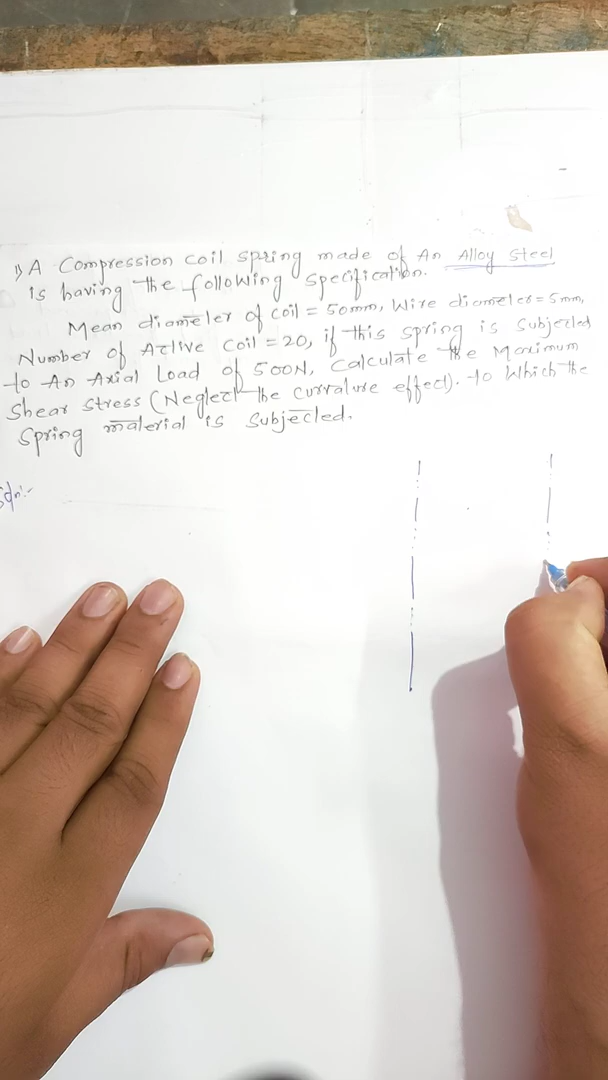 1) A Compression coil spring made of An Alloy steel
is having the following specification.
Mean diameter of coil = 50mm, Wire diameter = 5mm,
Number of Active coil = 20, if this spring is Subjected
to An Axial Load of 500N, Calculate the Maximum
Shear stress (Neglect the curvature effect). to Which the
Spring material is Subjected.
Soln:-